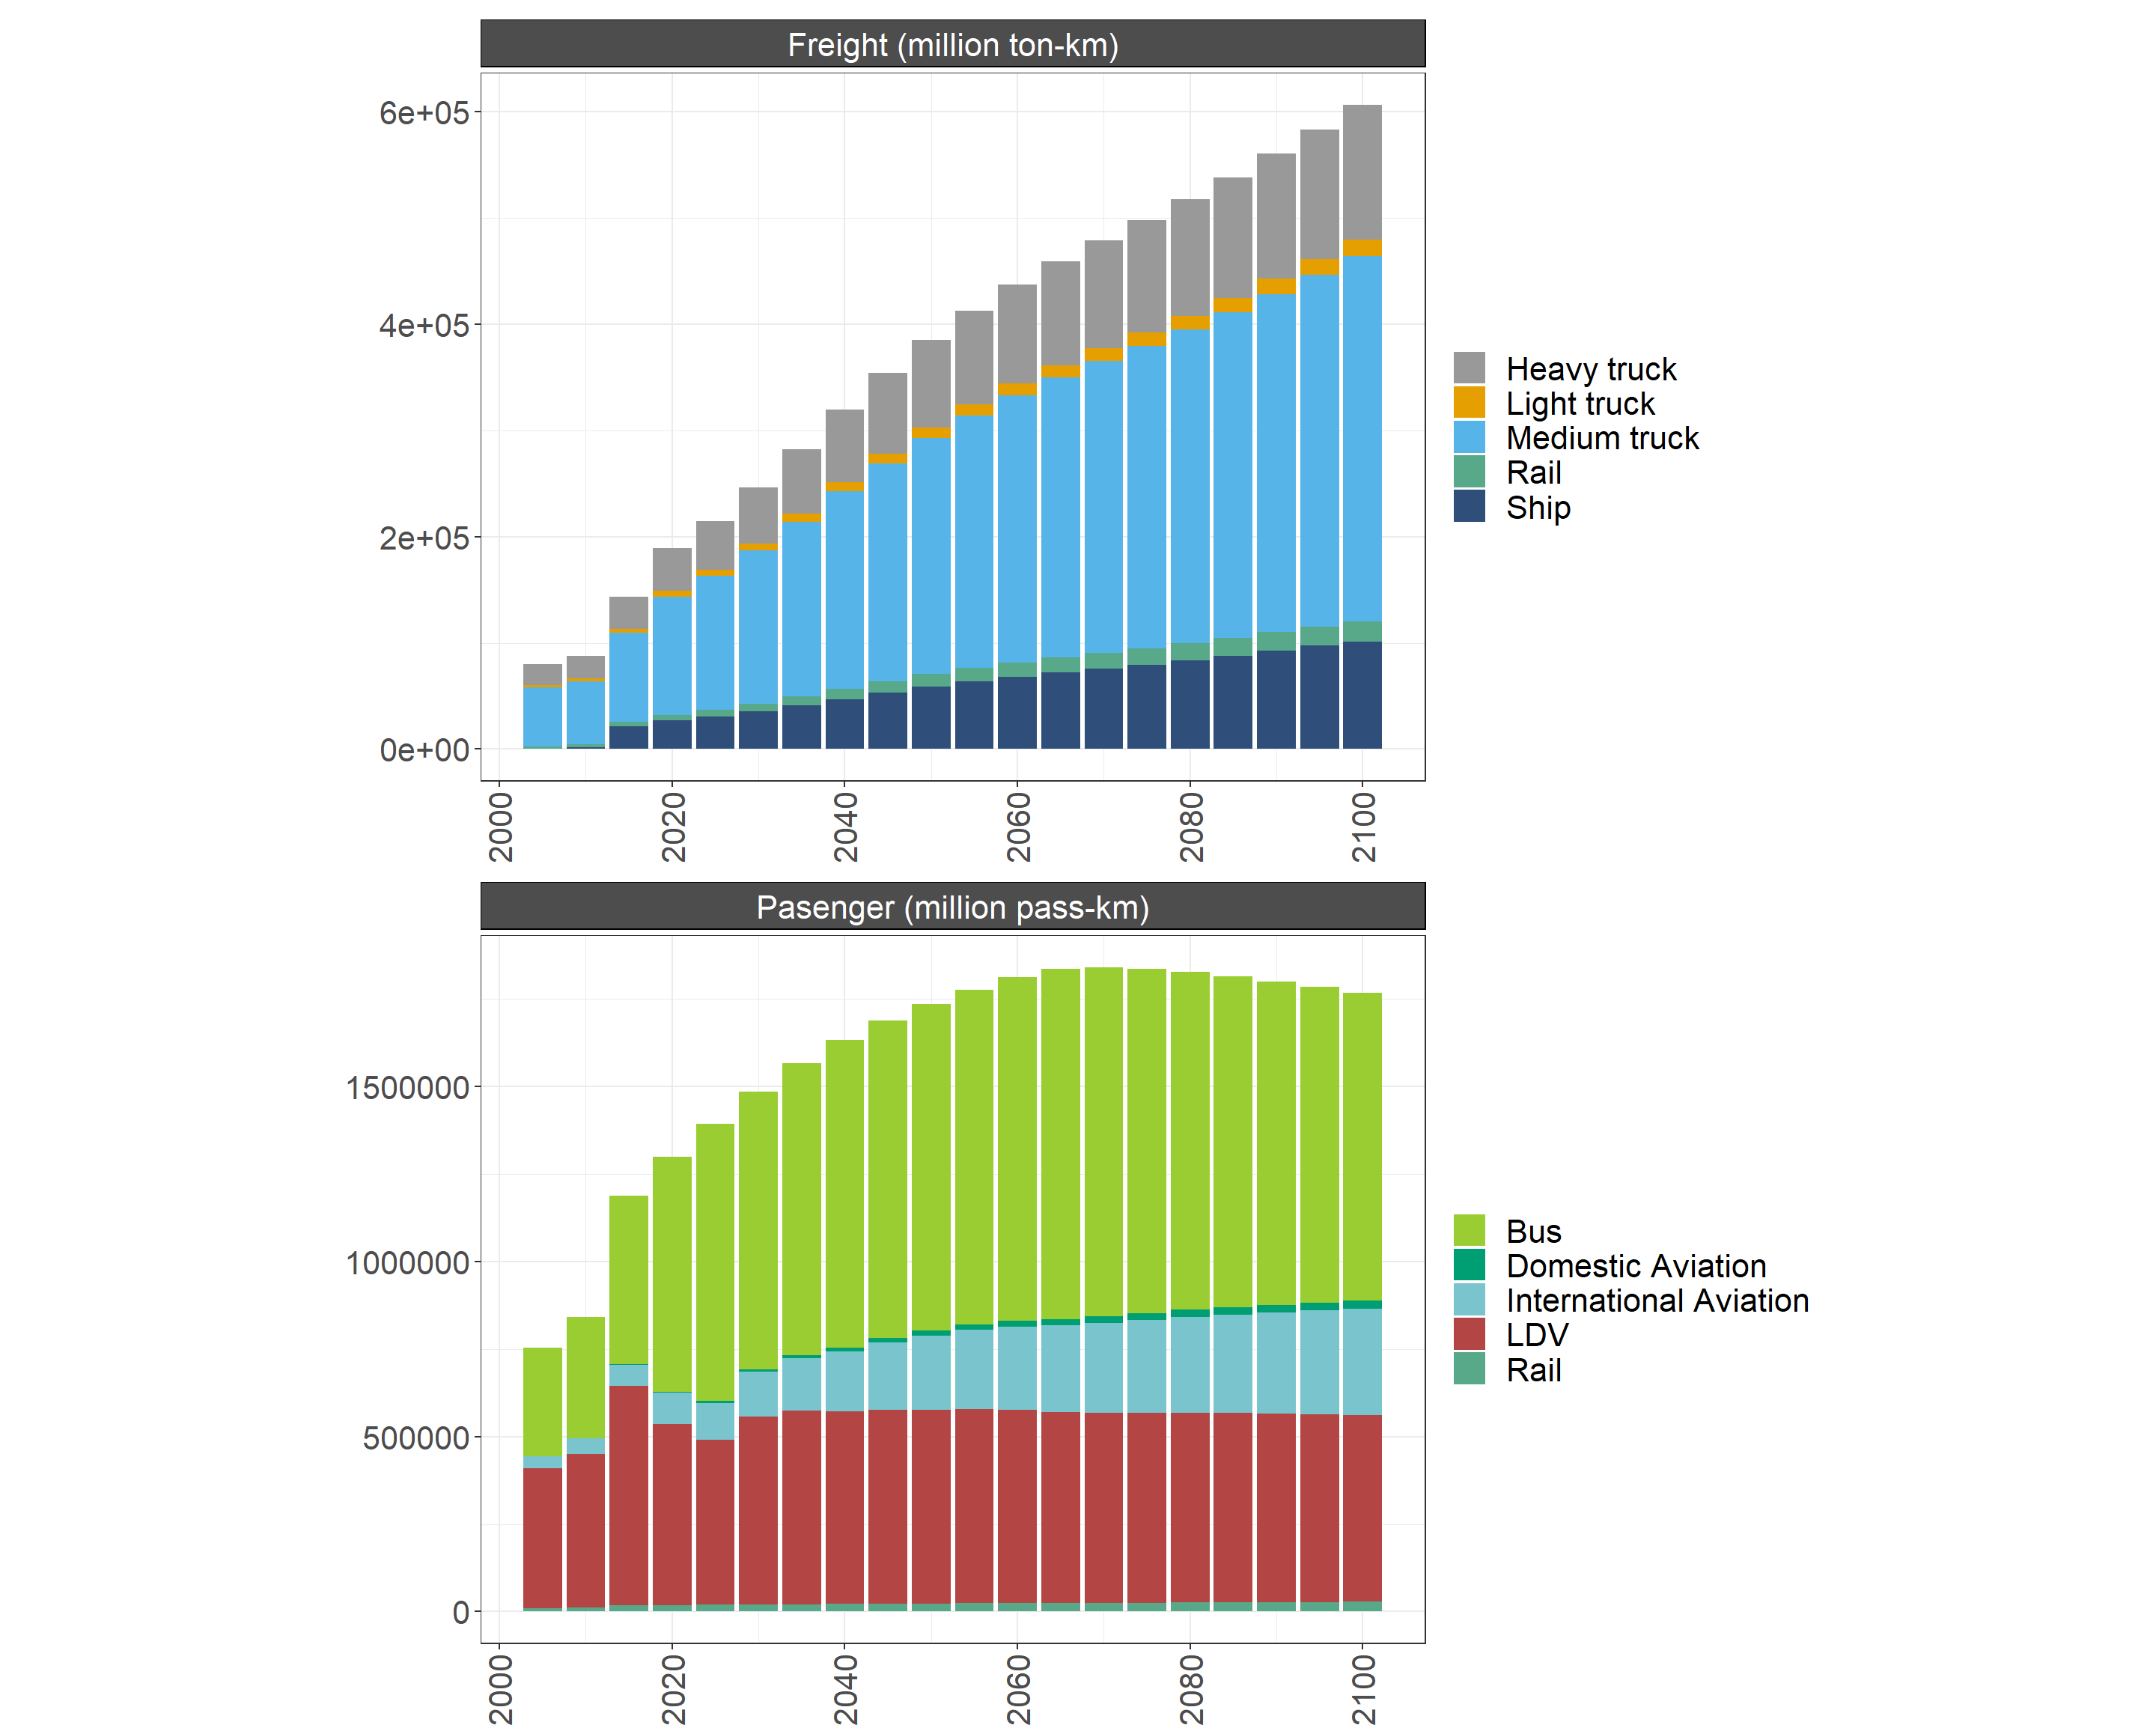 Freight (million ton-km)
6e+05
4e+05
2e+05
0e+00
2000
2020
2040
2060
2080
2100
Heavy truck
Light truck
Medium truck
Rail
Ship
Pasenger (million pass-km)
1500000
1000000
500000
0
2000
2020
2040
2060
2080
2100
Bus
Domestic Aviation
International Aviation
LDV
Rail